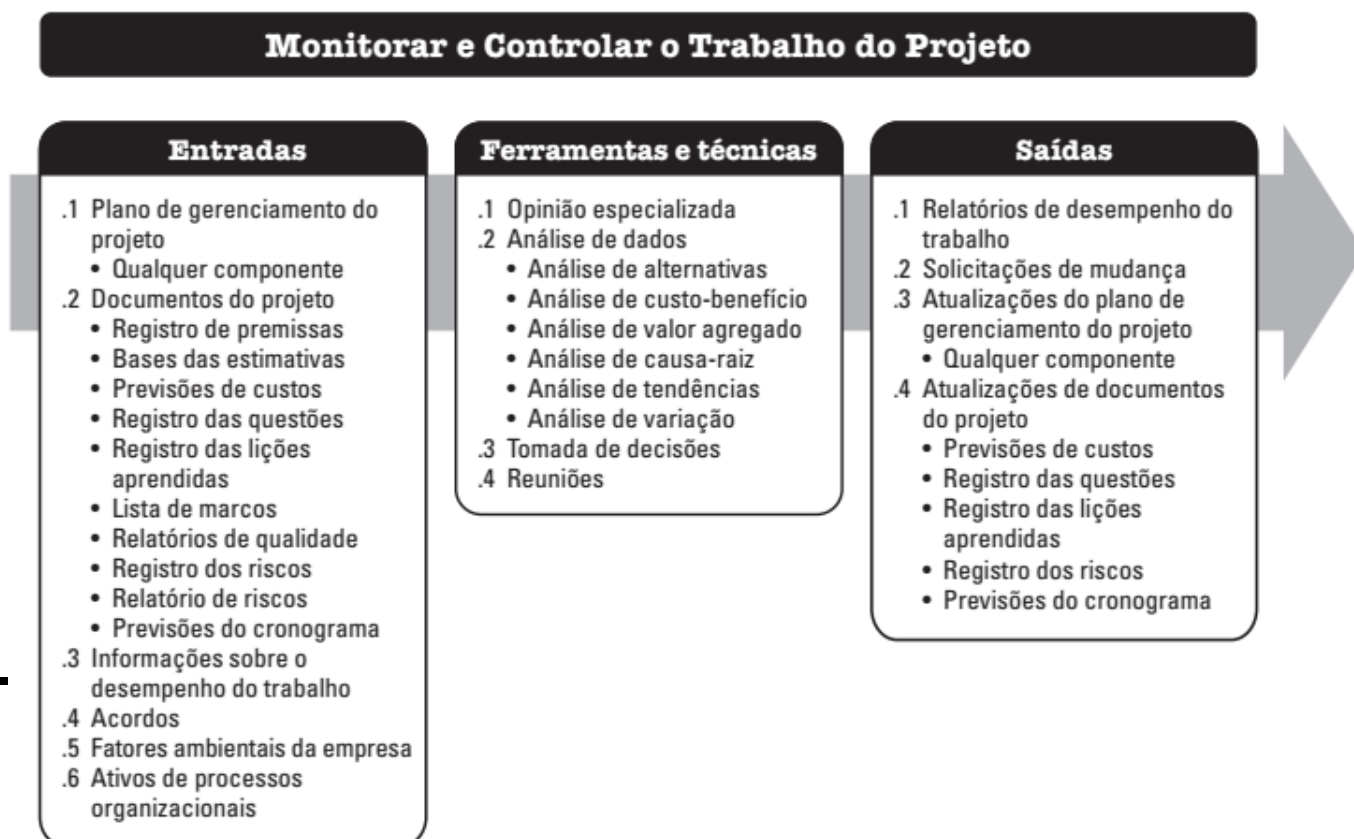 Monitorar e Controlar o Trabalho do Projeto
Entradas
.1 Plano de gerenciamento do
projeto
• Qualquer componente
.2 Documentos do projeto
• Registro de premissas
• Bases das estimativas
• Previsões de custos
• Registro das questões
• Registro das lições
aprendidas
• Lista de marcos
• Relatórios de qualidade
• Registro dos riscos
• Relatório de riscos
• Previsões do cronograma
.3 Informações sobre o
desempenho do trabalho
.4 Acordos
.5 Fatores ambientais da empresa
.6 Ativos de processos
organizacionais
Ferramentas e técnicas
.1 Opinião especializada
.2 Análise de dados
• Análise de alternativas
• Análise de custo-benefício
• Análise de valor agregado
• Análise de causa-raiz
• Análise de tendências
• Análise de variação
.3 Tomada de decisões
.4 Reuniões
Saídas
.1 Relatórios de desempenho do
trabalho
.2 Solicitações de mudança
.3 Atualizações do plano de
gerenciamento do projeto
• Qualquer componente
.4 Atualizações de documentos
do projeto
• Previsões de custos
• Registro das questões
• Registro das lições
aprendidas
• Registro dos riscos
• Previsões do cronograma